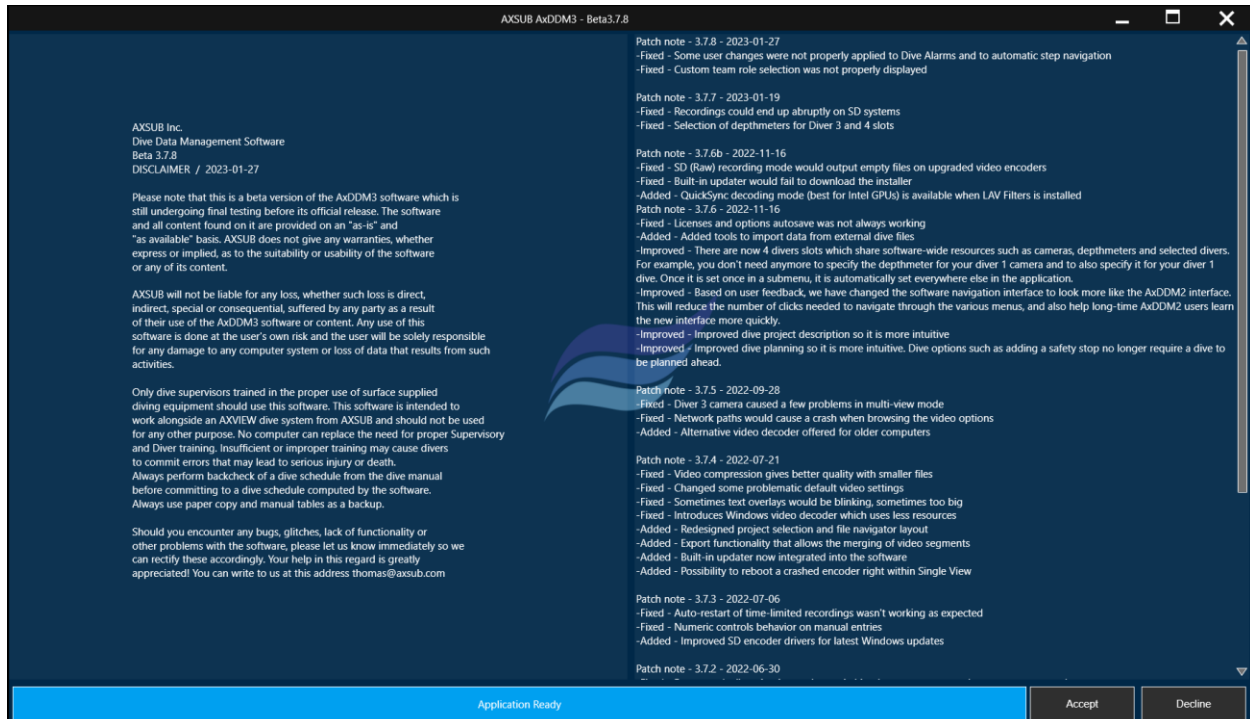 AXSUB AxDDM3 - Beta3.7.8
AXSUB Inc.
Dive Data Management Software
Beta 3.7.8
DISCLAIMER / 2023-01-27
Please note that this is a beta version of the AxDDM3 software which is
still undergoing final testing before its official release. The software
and all content found on it are provided on an "as-is" and
"as available" basis. AXSUB does not give any warranties, whether
express or implied, as to the suitability or usability of the software
or any of its content.
AXSUB will not be liable for any loss, whether such loss is direct,
indirect, special or consequential, suffered by any party as a result
of their use of the AxDDM3 software or content. Any use of this
software is done at the user's own risk and the user will be solely responsible
for any damage to any computer system or loss of data that results from such
activities.
Only dive supervisors trained in the proper use of surface supplied
diving equipment should use this software. This software is intended to
work alongside an AXVIEW dive system from AXSUB and should not be used
for any other purpose. No computer can replace the need for proper Supervisory
and Diver training. Insufficient or improper training may cause divers
to commit errors that may lead to serious injury or death.
Always perform backcheck of a dive schedule from the dive manual
before committing to a dive schedule computed by the software.
Always use paper copy and manual tables as a backup.
Should you encounter any bugs, glitches, lack of functionality or
other problems with the software, please let us know immediately so we
can rectify these accordingly. Your help in this regard is greatly
appreciated! You can write to us at this address thomas@axsub.com
Patch note - 3.7.8 - 2023-01-27
-Fixed - Some user changes were not properly applied to Dive Alarms and to automatic step navigation
-Fixed - Custom team role selection was not properly displayed
Patch note - 3.7.7 - 2023-01-19
-Fixed - Recordings could end up abruptly on SD systems
-Fixed - Selection of depthmeters for Diver 3 and 4 slots
Patch note - 3.7.6b - 2022-11-16
-Fixed - SD (Raw) recording mode would output empty files on upgraded video encoders
-Fixed - Built-in updater would fail to download the installer
-Added - QuickSync decoding mode (best for Intel GPUs) is available when LAV Filters is installed
Patch note - 3.7.6 - 2022-11-16
-Fixed - Licenses and options autosave was not always working
-Added - Added tools to import data from external dive files
-Improved - There are now 4 divers slots which share software-wide resources such as cameras, depthmeters and selected divers.
For example, you don't need anymore to specify the depthmeter for your diver 1 camera and to also specify it for your diver 1
dive. Once it is set once in a submenu, it is automatically set everywhere else in the application.
-Improved - Based on user feedback, we have changed the software navigation interface to look more like the AxDDM2 interface.
This will reduce the number of clicks needed to navigate through the various menus, and also help long-time AxDDM2 users learn
the new interface more quickly.
-Improved - Improved dive project description so it is more intuitive
-Improved - Improved dive planning so it is more intuitive. Dive options such as adding a safety stop no longer require a dive to
be planned ahead.
Patch note - 3.7.5 - 2022-09-28
-Fixed - Diver 3 camera caused a few problems in multi-view mode
-Fixed - Network paths would cause a crash when browsing the video options
-Added - Alternative video decoder offered for older computers
Patch note - 3.7.4 - 2022-07-21
-Fixed - Video compression gives better quality with smaller files
-Fixed - Changed some problematic default video settings
-Fixed - Sometimes text overlays would be blinking, sometimes too big
-Fixed - Introduces Windows video decoder which uses less resources
-Added - Redesigned project selection and file navigator layout
-Added - Export functionality that allows the merging of video segments
-Added - Built-in updater now integrated into the software
-Added - Possibility to reboot a crashed encoder right within Single View
Patch note - 3.7.3 - 2022-07-06
-Fixed - Auto-restart of time-limited recordings wasn't working as expected
-Fixed - Numeric controls behavior on manual entries
-Added - Improved SD encoder drivers for latest Windows updates
Patch note - 3.7.2 - 2022-06-30
Application Ready
Accept
Decline